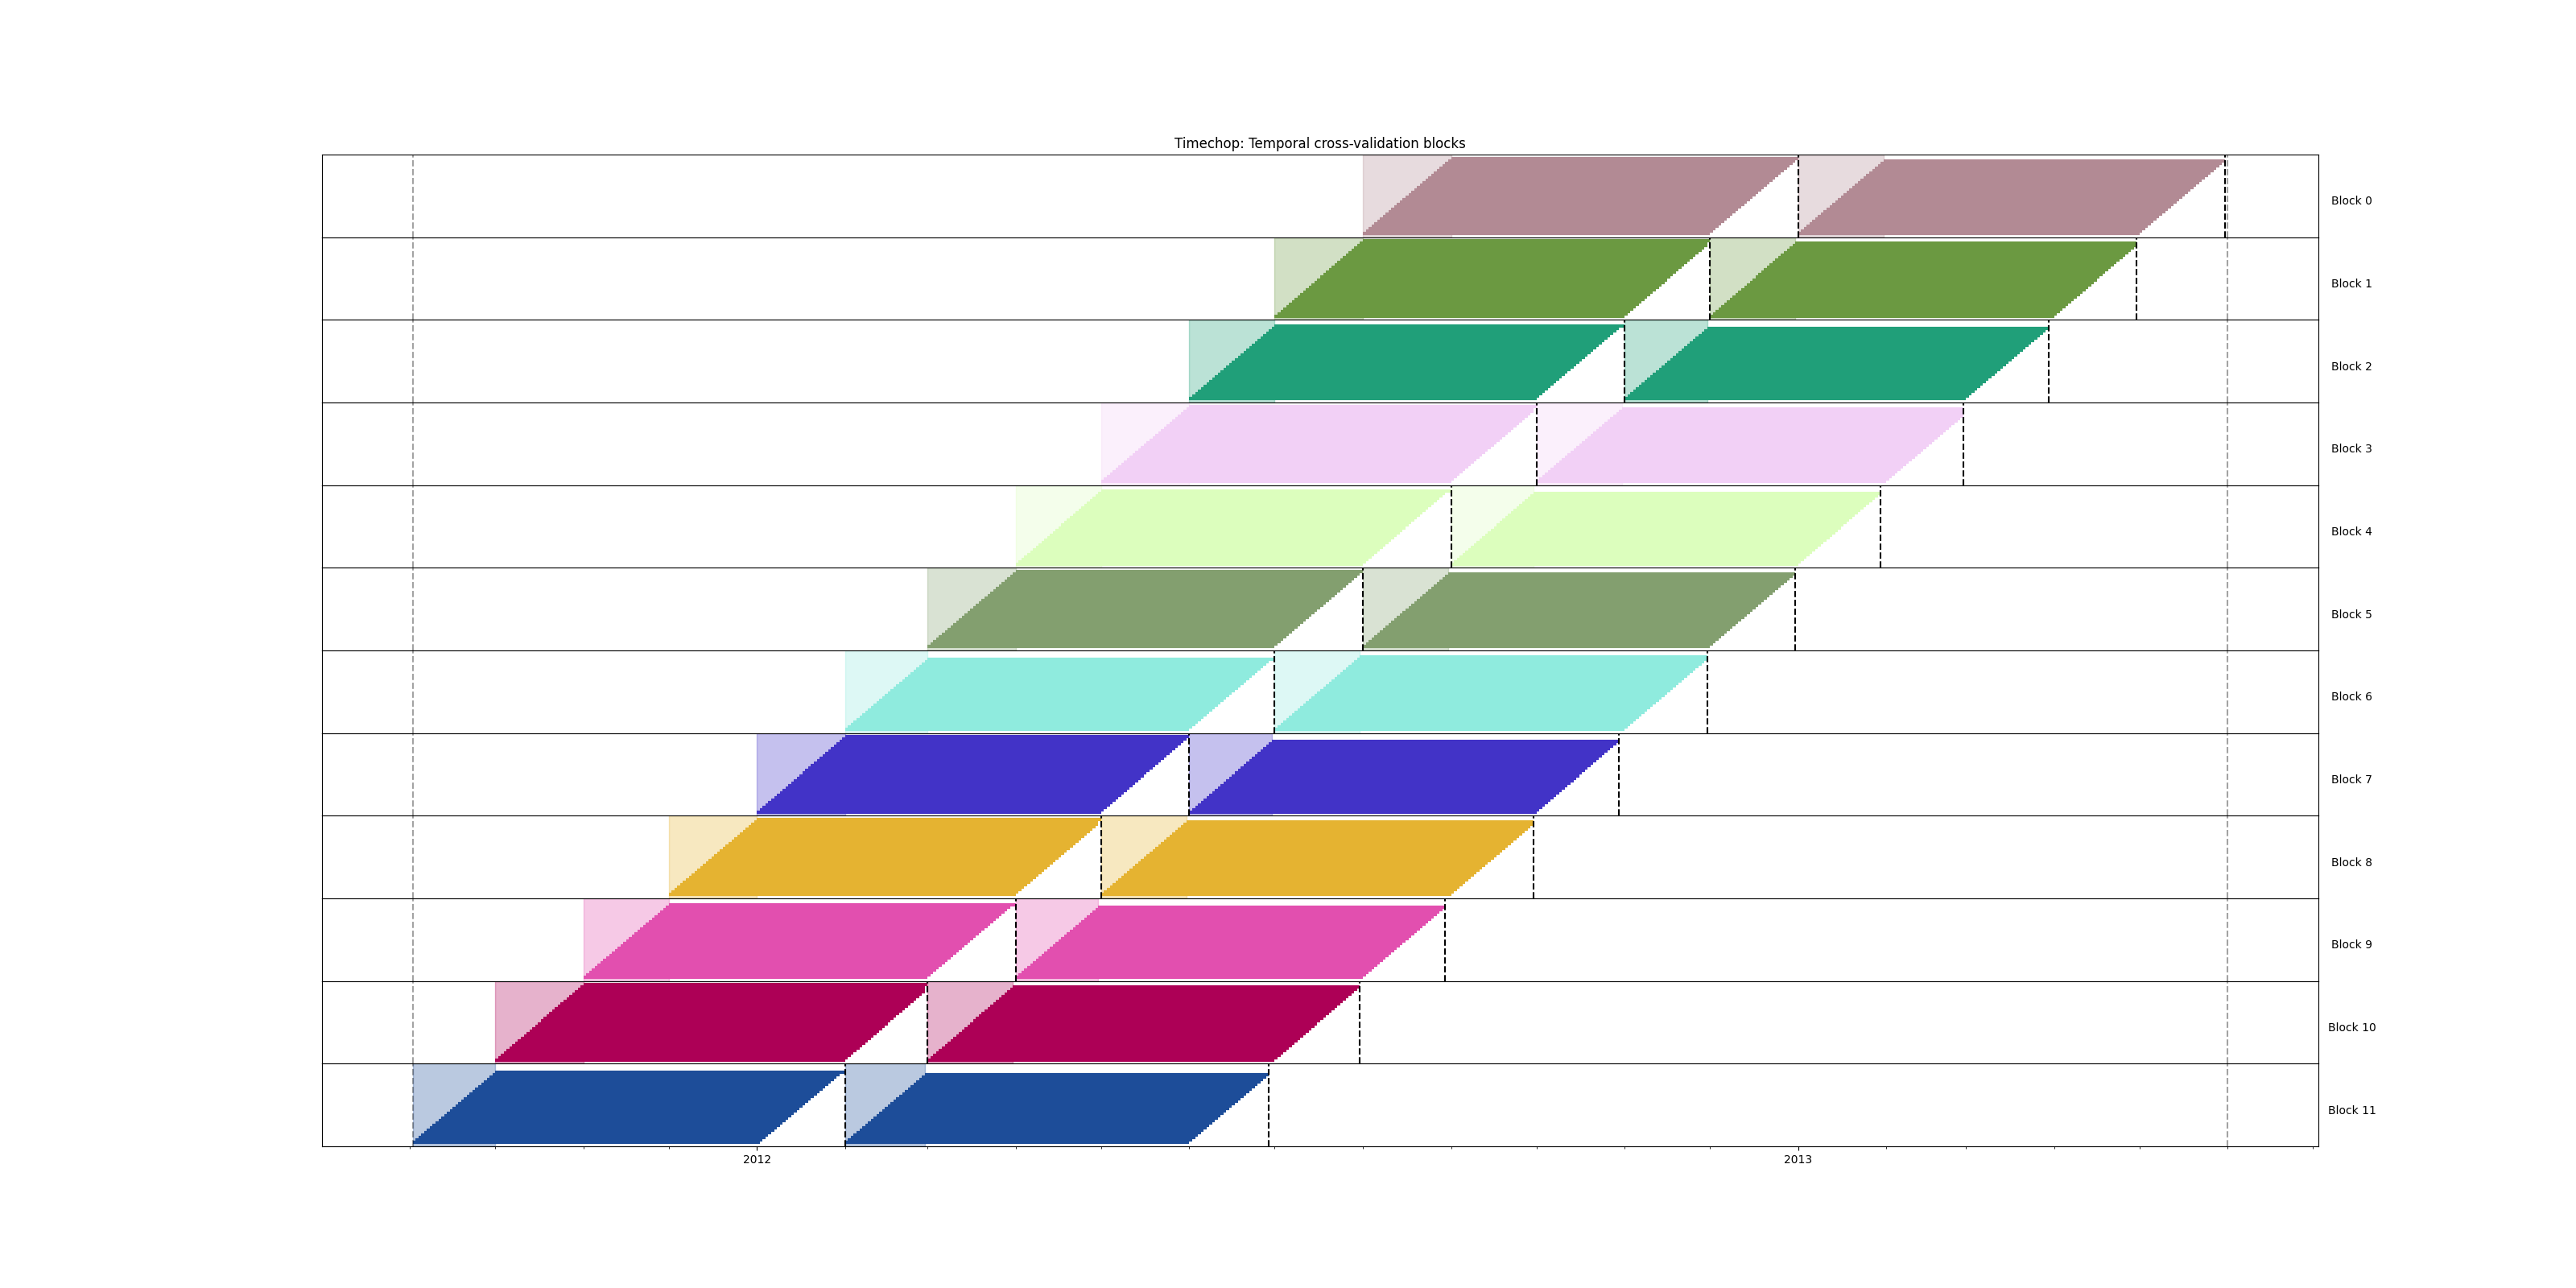 Timechop: Temporal cross-validation blocks
Block 0
Block 1
Block 2
Block 3
Block 4
Block 5
Block 6
Block 7
Block 8
Block 9
Block 10
Block 11
2012 2013